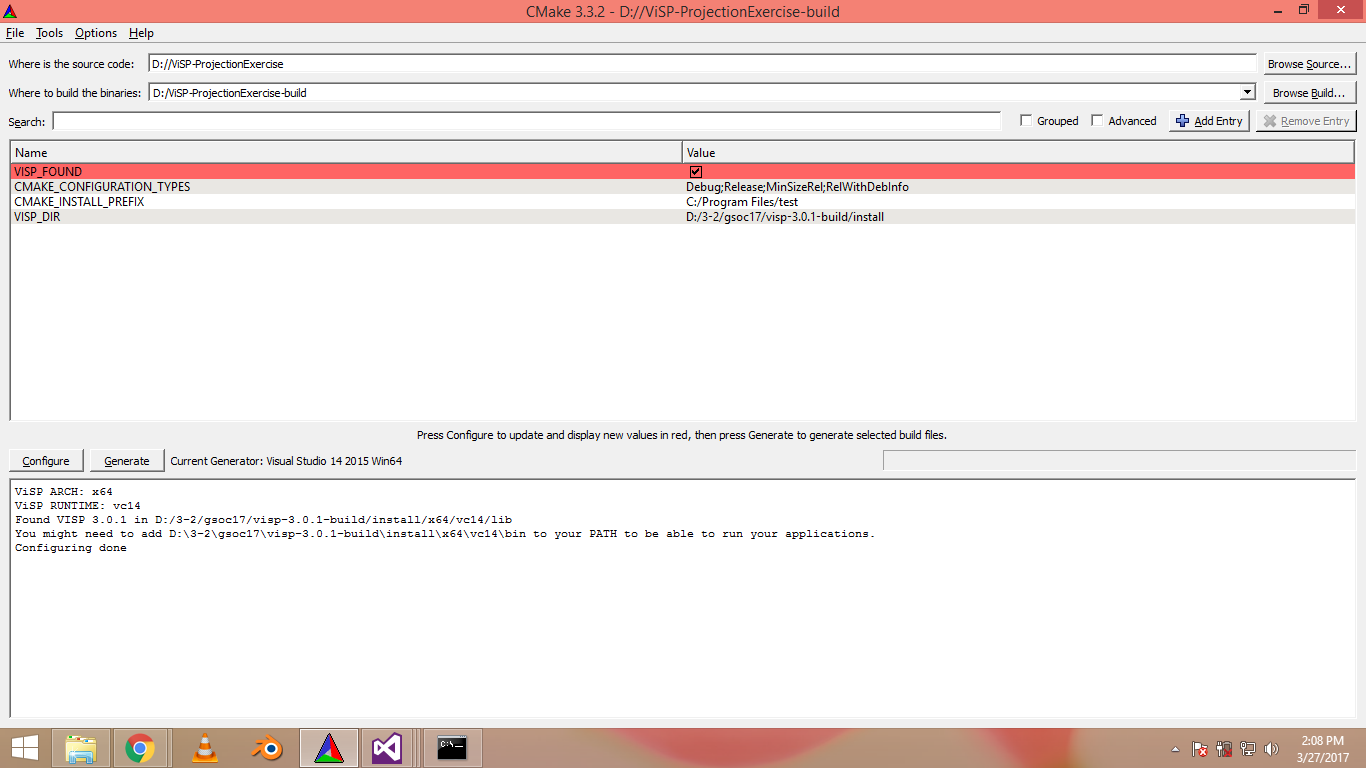 CMake 3.3.2 - D://ViSP-ProjectionExercise-build
File Tools Options Help
Where is the source code: D://ViSP-ProjectionExercise Browse Source...
Where to build the binaries: D:/ViSP-ProjectionExercise-build Browse Build...
Search: Grouped Advanced Add Entry Remove Entry
Name Value
VISP_FOUND
CMAKE_CONFIGURATION_TYPES Debug;Release;MinSizeRel;RelWithDebInfo
CMAKE_INSTALL_PREFIX C:/Program Files/test
VISP_DIR D:/3-2/gsoc17/visp-3.0.1-build/install
Press Configure to update and display new values in red, then press Generate to generate selected build files.
Configure Generate Current Generator: Visual Studio 14 2015 Win64
ViSP ARCH: x64
ViSP RUNTIME: vc14
Found VISP 3.0.1 in D:/3-2/gsoc17/visp-3.0.1-build/install/x64/vc14/lib
You might need to add D:\3-2\gsoc17\visp-3.0.1-build\install\x64\vc14\bin to your PATH to be able to run your applications.
Configuring done
C:\
2:08 PM
3/27/2017